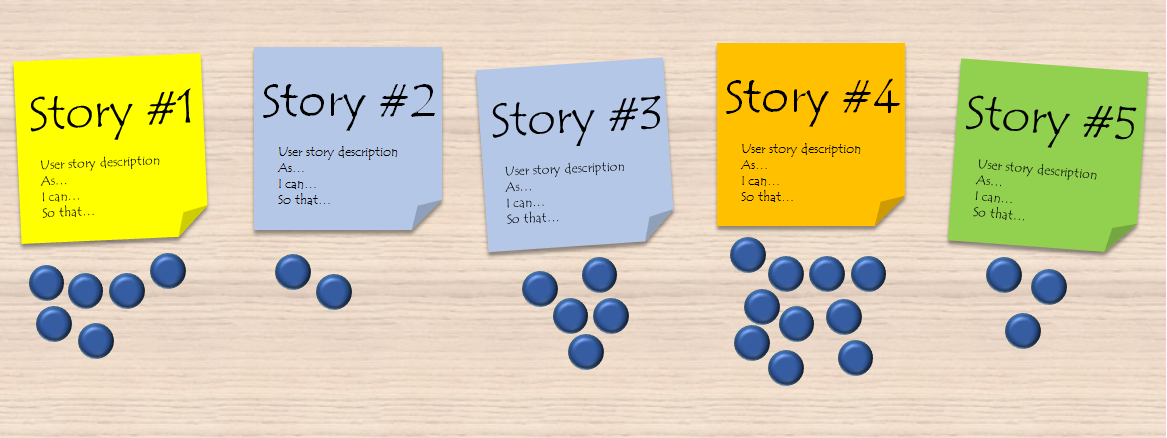 Story #1
User story description
As...
I can...
So that...
Story #2
User story description
As...
I can...
So that...
Story #3
User story description
As...
I can...
So that...
Story #4
User story description
As...
I can...
So that...
Story #5
User story description
As...
I can...
So that...